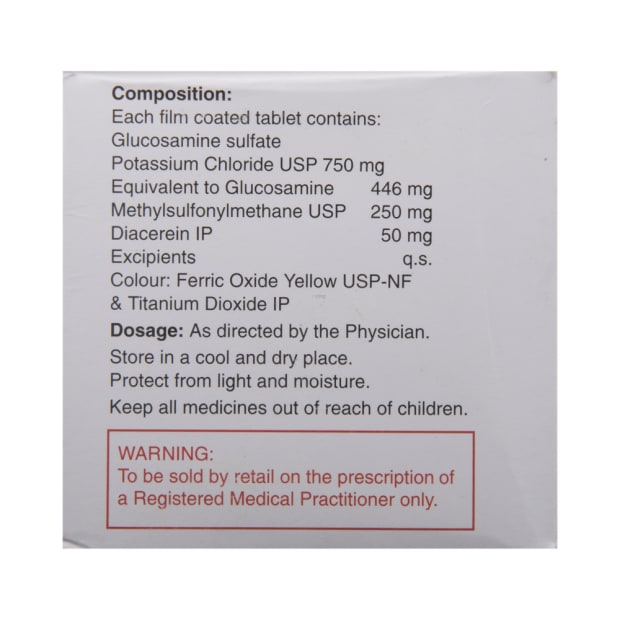 Composition:
Each film coated tablet contains:
Glucosamine sulfate
Potassium Chloride USP 750 mg
Equivalent to Glucosamine 446 mg
Methylsulfonylmethane USP 250 mg
Diacerein IP 50 mg
Excipients q.s.
Colour: Ferric Oxide Yellow USP-NF
& Titanium Dioxide IP
Dosage: As directed by the Physician.
Store in a cool and dry place.
Protect from light and moisture.
Keep all medicines out of reach of children.
WARNING:
To be sold by retail on the prescription of
a Registered Medical Practitioner only.